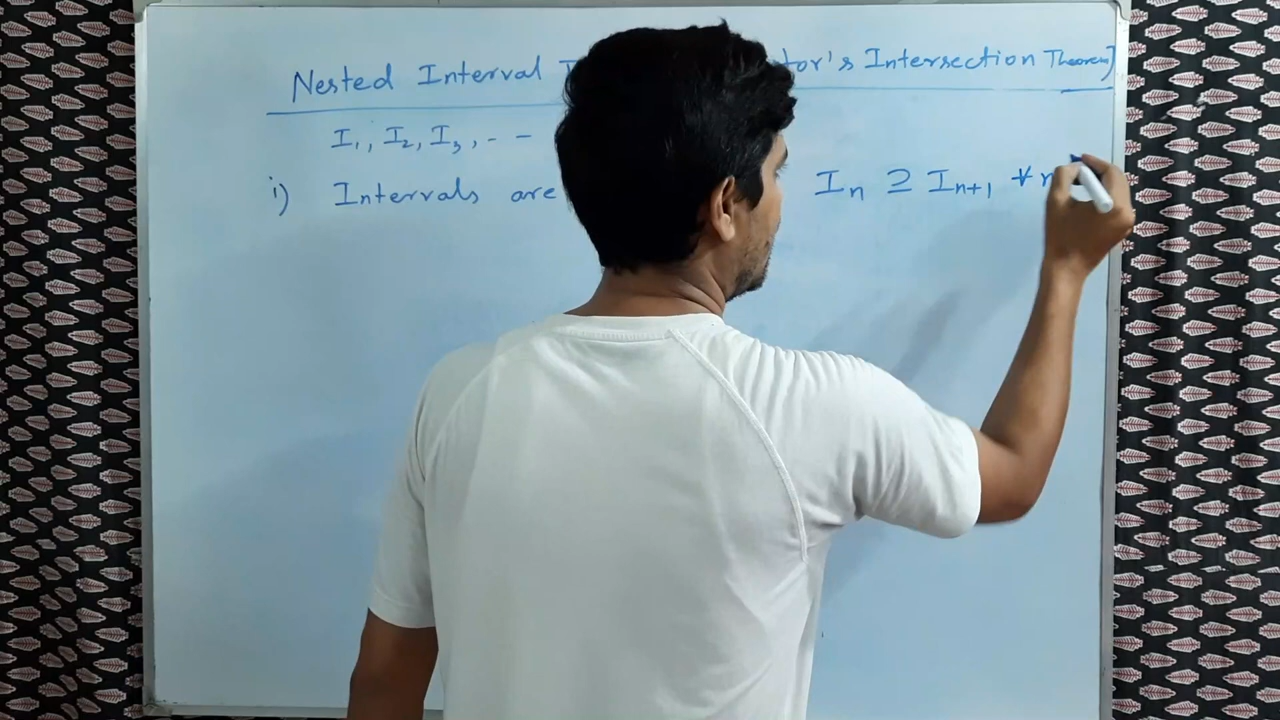 Nested Interval tor's Intersection Theorem]
I₁, I₂, I₃, - -
i) Intervals are Iₙ ⊇ Iₙ₊₁ ∀ n